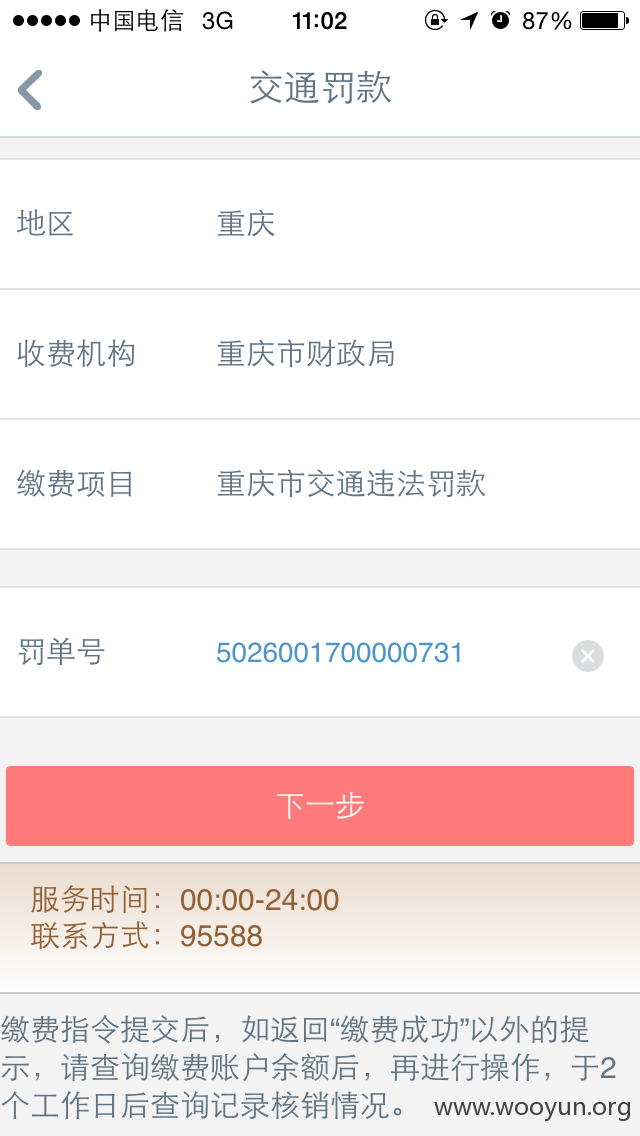 中国电信 3G 11:02 87%
交通罚款
地区 重庆
收费机构 重庆市财政局
缴费项目 重庆市交通违法罚款
罚单号 5026001700000731
下一步
服务时间：00:00-24:00
联系方式：95588
缴费指令提交后，如返回“缴费成功”以外的提
示，请查询缴费账户余额后，再进行操作，于2
个工作日后查询记录核销情况。
www.wooyun.org